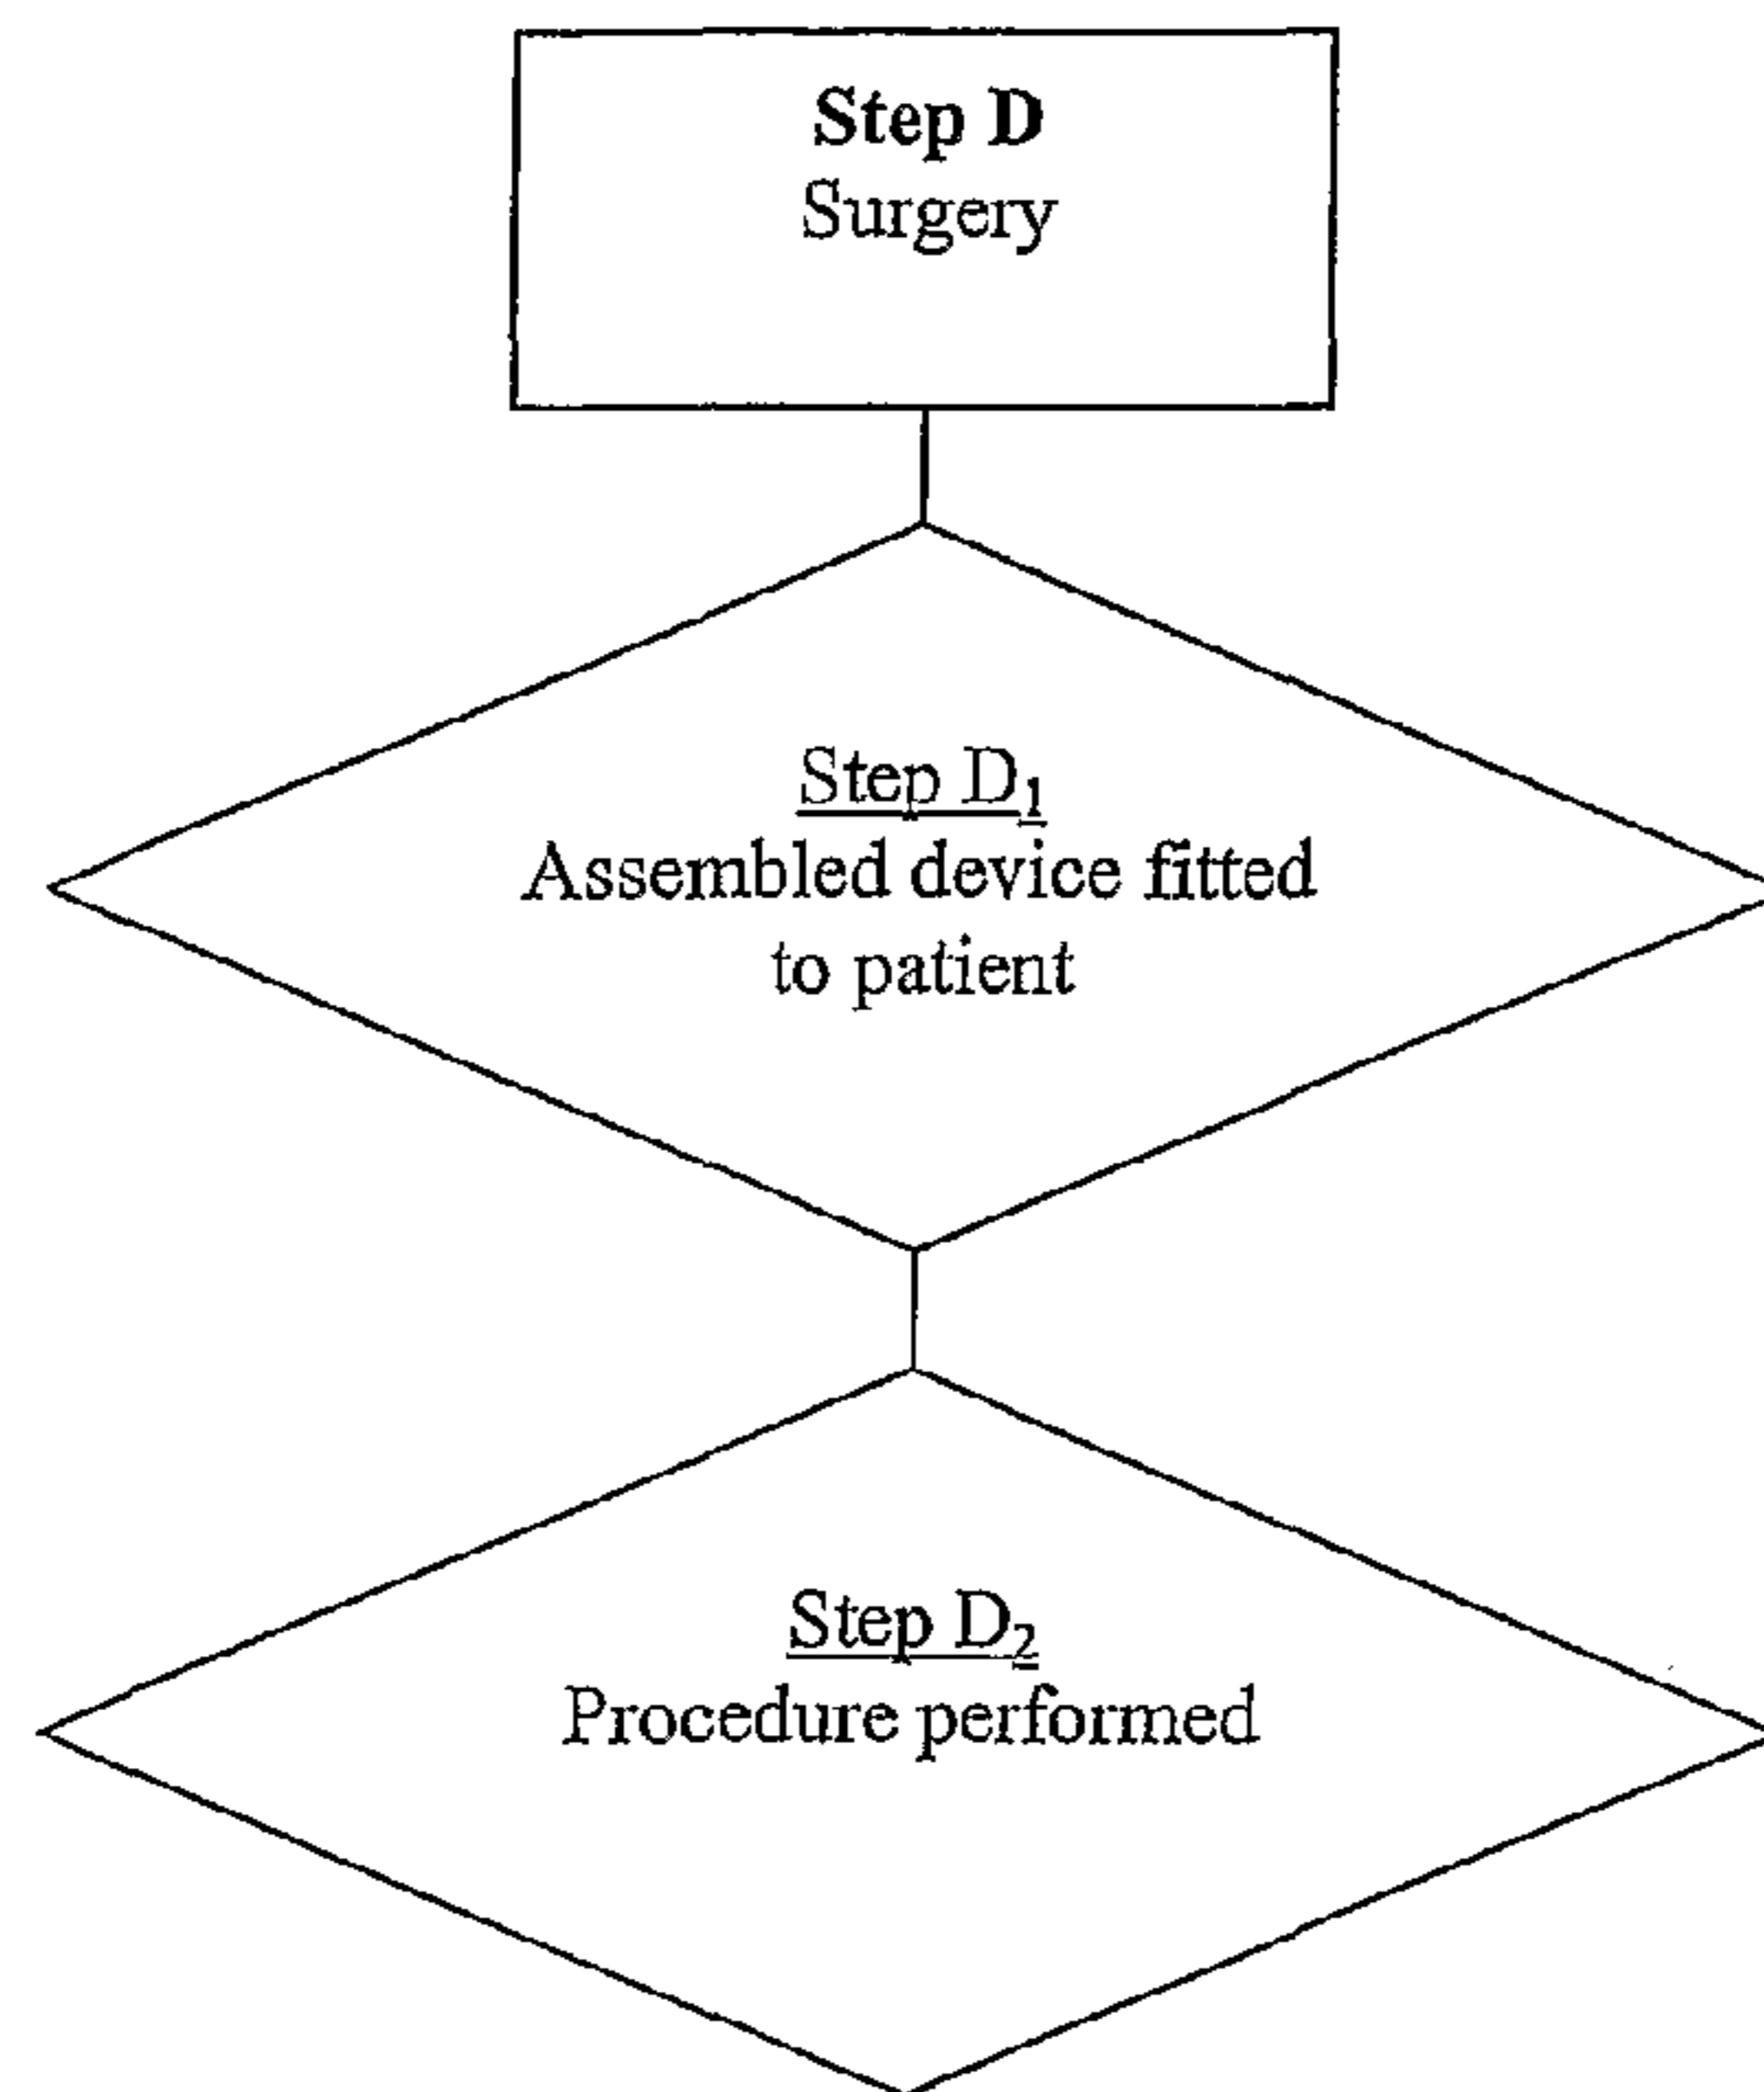 Step D
Surgery
Step D₁
Assembled device fitted
to patient
Step D₂
Procedure performed